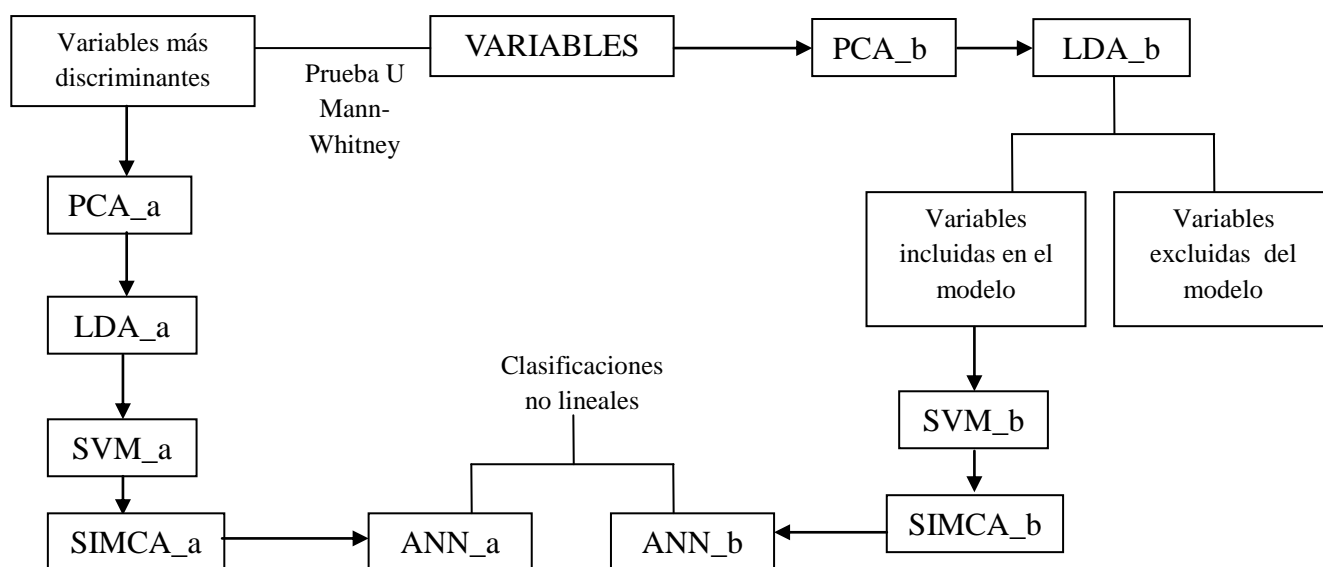 Variables más
discriminantes
Prueba U
Mann-
Whitney
VARIABLES
PCA_b
LDA_b
PCA_a
Variables
incluidas en el
modelo
Variables
excluidas del
modelo
LDA_a
Clasificaciones
no lineales
SVM_a
SVM_b
SIMCA_a
ANN_a
ANN_b
SIMCA_b